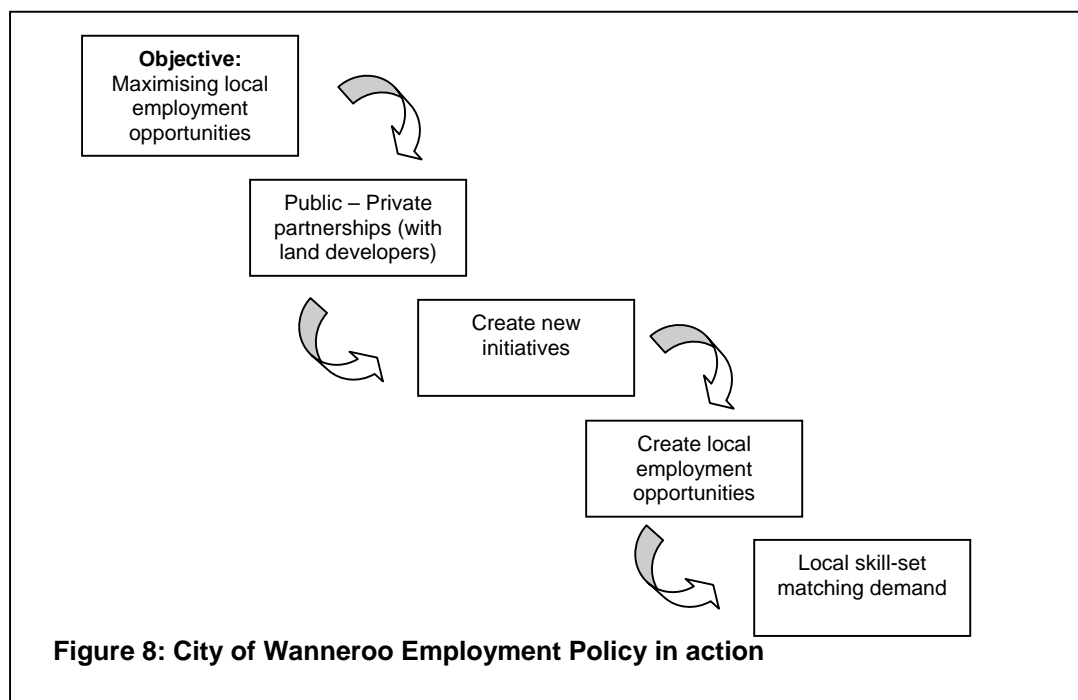 Objective:
Maximising local
employment
opportunities
Public – Private
partnerships (with
land developers)
Create new
initiatives
Create local
employment
opportunities
Local skill-set
matching demand
Figure 8: City of Wanneroo Employment Policy in action